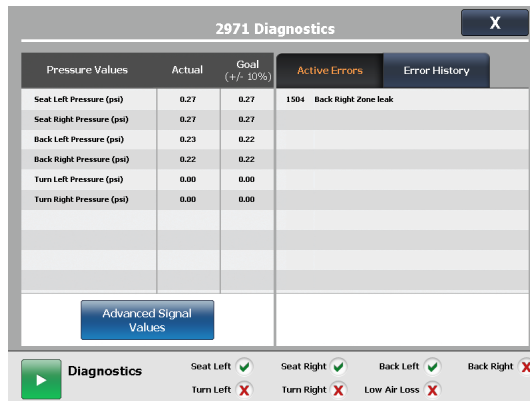 2971 Diagnostics
X
Pressure Values Actual Goal (+/- 10%)
Active Errors Error History
Seat Left Pressure (psi) 0.27 0.27
1504 Back Right Zone leak
Seat Right Pressure (psi) 0.27 0.27
Back Left Pressure (psi) 0.23 0.22
Back Right Pressure (psi) 0.22 0.22
Turn Left Pressure (psi) 0.00 0.00
Turn Right Pressure (psi) 0.00 0.00
Advanced Signal
Values
Diagnostics
Seat Left Seat Right Back Left Back Right
Turn Left Turn Right Low Air Loss